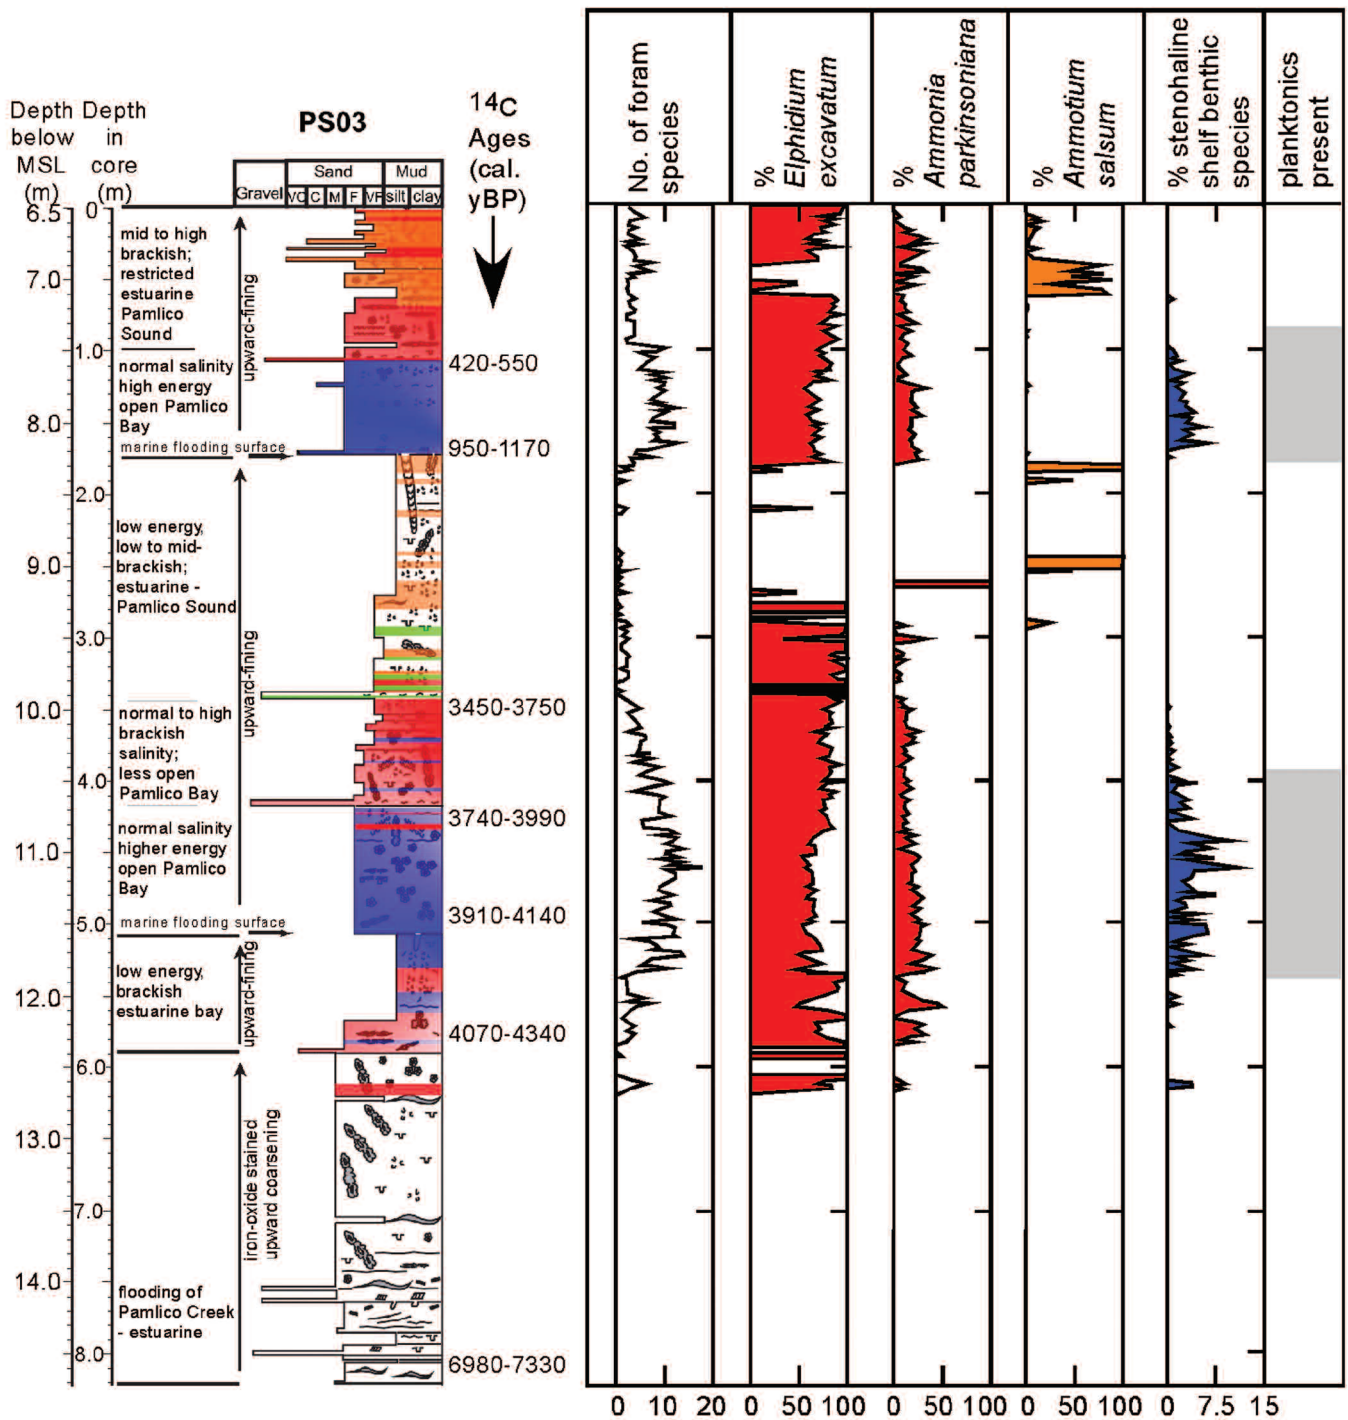 Depth below MSL (m)
Depth in core (m)
PS03
14C Ages (cal. yBP)
Gravel
Sand
Mud
VC C M F VF silt clay
No. of foram species
% Elphidium excavatum
% Ammonia parkinsoniana
% Ammotium salsum
% stenohaline shelf benthic species
planktonics present
6.5
7.0
8.0
9.0
10.0
11.0
12.0
13.0
14.0
0
1.0
2.0
3.0
4.0
5.0
6.0
7.0
8.0
mid to high
brackish;
restricted
estuarine
Pamlico
Sound
normal salinity
high energy
open Pamlico
Bay
marine flooding surface
low energy,
low to mid-
brackish;
estuarine -
Pamlico Sound
normal to high
brackish
salinity;
less open
Pamlico Bay
normal salinity
higher energy
open Pamlico
Bay
marine flooding surface
low energy,
brackish
estuarine bay
flooding of
Pamlico Creek
- estuarine
upward-fining
upward-fining
upward-fining
iron-oxide stained
upward coarsening
420-550
950-1170
3450-3750
3740-3990
3910-4140
4070-4340
6980-7330
0 10 20 0 50 100 0 50 100 0 50 100 0 7.5 15